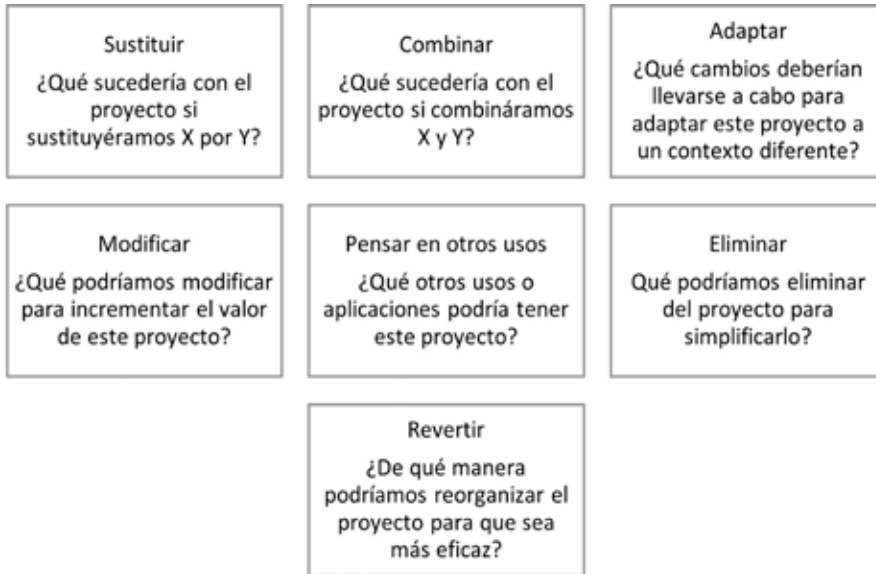 Sustituir
¿Qué sucedería con el
proyecto si
sustituyéramos X por Y?
Combinar
¿Qué sucedería con el
proyecto si combináramos
X y Y?
Adaptar
¿Qué cambios deberían
llevarse a cabo para
adaptar este proyecto a
un contexto diferente?
Modificar
¿Qué podríamos modificar
para incrementar el valor
de este proyecto?
Pensar en otros usos
¿Qué otros usos o
aplicaciones podría tener
este proyecto?
Eliminar
Qué podríamos eliminar
del proyecto para
simplificarlo?
Revertir
¿De qué manera
podríamos reorganizar el
proyecto para que sea
más eficaz?